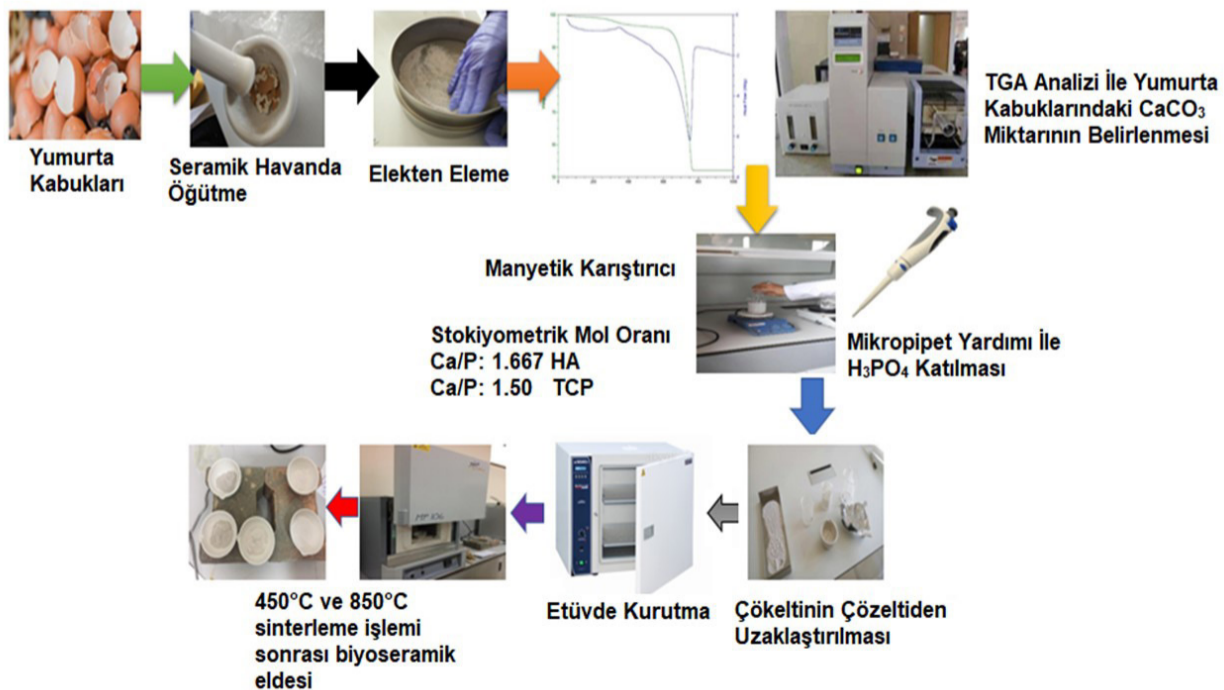 Yumurta
Kabukları
Seramik Havanda
Öğütme
Elekten Eleme
TGA Analizi İle Yumurta
Kabuklarındaki CaCO₃
Miktarının Belirlenmesi
Manyetik Karıştırıcı
Stokiyometrik Mol Oranı
Ca/P: 1.667 HA
Ca/P: 1.50 TCP
Mikropipet Yardımı İle
H₃PO₄ Katılması
450°C ve 850°C
sinterleme işlemi
sonrası biyoseramik
eldesi
Etüvde Kurutma
Çökeltinin Çözeltiden
Uzaklaştırılması